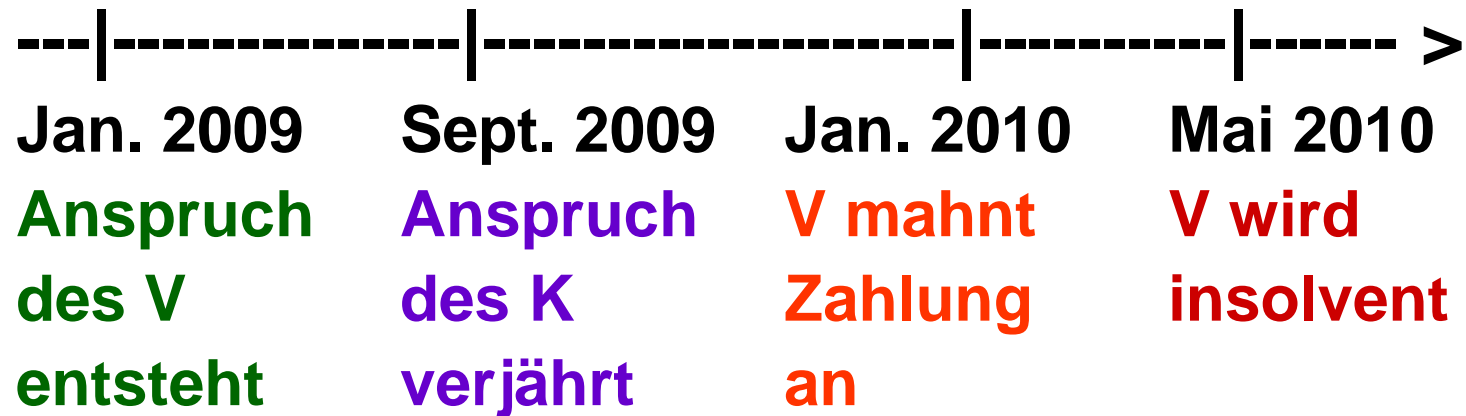 ---|---------------|--------------------|-----------|------ >
Jan. 2009 Sept. 2009 Jan. 2010 Mai 2010
Anspruch Anspruch V mahnt V wird
des V des K Zahlung insolvent
entsteht verjährt an